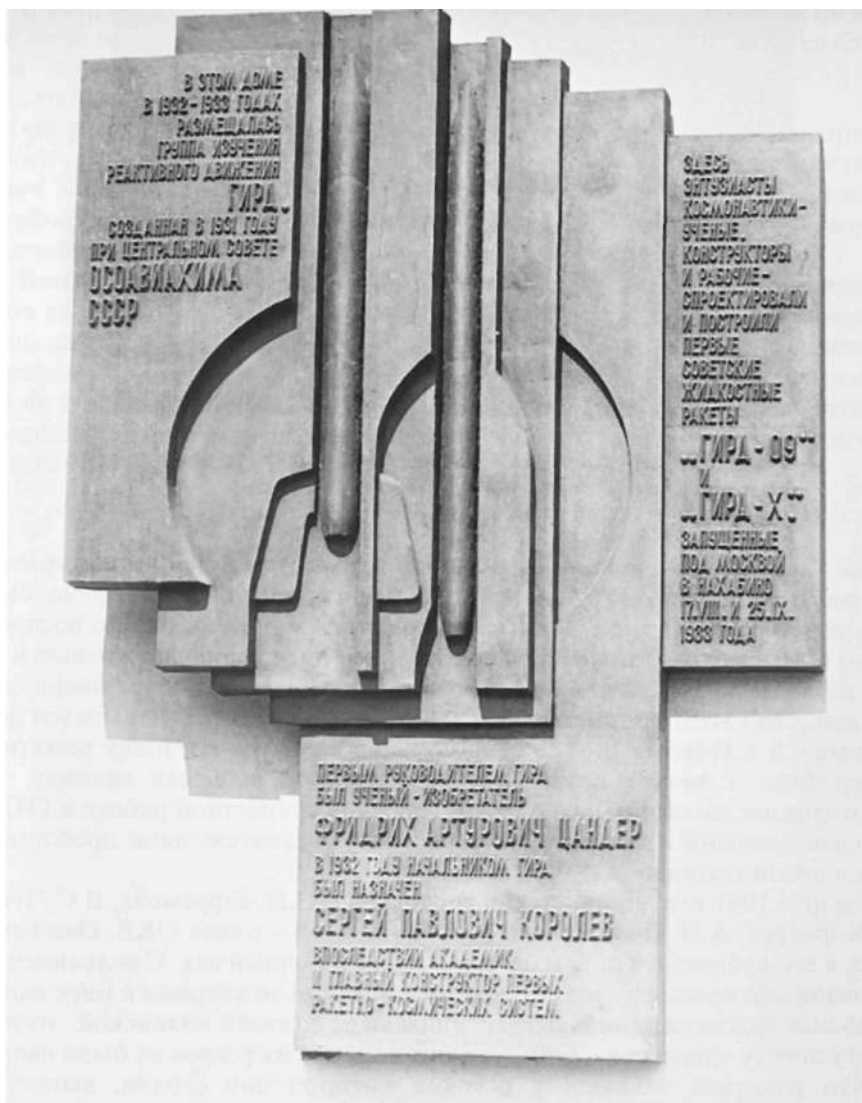 В ЭТОМ ДОМЕ
В 1932-1933 ГОДАХ
РАЗМЕЩАЛАСЬ
ГРУППА ИЗУЧЕНИЯ
РЕАКТИВНОГО ДВИЖЕНИЯ
ГИРД,
СОЗДАННАЯ В 1931 ГОДУ
ПРИ ЦЕНТРАЛЬНОМ СОВЕТЕ
ОСОАВИАХИМА
СССР
ЗДЕСЬ
ЭНТУЗИАСТЫ
КОСМОНАВТИКИ-
УЧЕНЫЕ,
КОНСТРУКТОРЫ
И РАБОЧИЕ-
СПРОЕКТИРОВАЛИ
И ПОСТРОИЛИ
ПЕРВЫЕ
СОВЕТСКИЕ
ЖИДКОСТНЫЕ
РАКЕТЫ
„ГИРД-09“
И
„ГИРД-X“
ЗАПУЩЕННЫЕ
ПОД МОСКВОЙ
В НАХАБИНО
17.VIII. И 25.IX.
1933 ГОДА
ПЕРВЫМ РУКОВОДИТЕЛЕМ ГИРД
БЫЛ УЧЕНЫЙ-ИЗОБРЕТАТЕЛЬ
ФРИДРИХ АРТУРОВИЧ ЦАНДЕР
В 1932 ГОДУ НАЧАЛЬНИКОМ ГИРД
БЫЛ НАЗНАЧЕН
СЕРГЕЙ ПАВЛОВИЧ КОРОЛЕВ
ВПОСЛЕДСТВИИ АКАДЕМИК
И ГЛАВНЫЙ КОНСТРУКТОР ПЕРВЫХ
РАКЕТНО-КОСМИЧЕСКИХ СИСТЕМ.